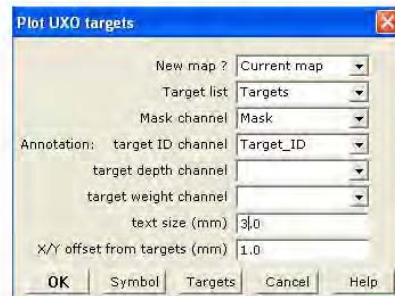 Plot UXO targets
New map ? Current map
Target list Targets
Mask channel Mask
Annotation: target ID channel Target_ID
target depth channel
target weight channel
text size (mm) 3.0
X/Y offset from targets (mm) 1.0
OK Symbol Targets Cancel Help